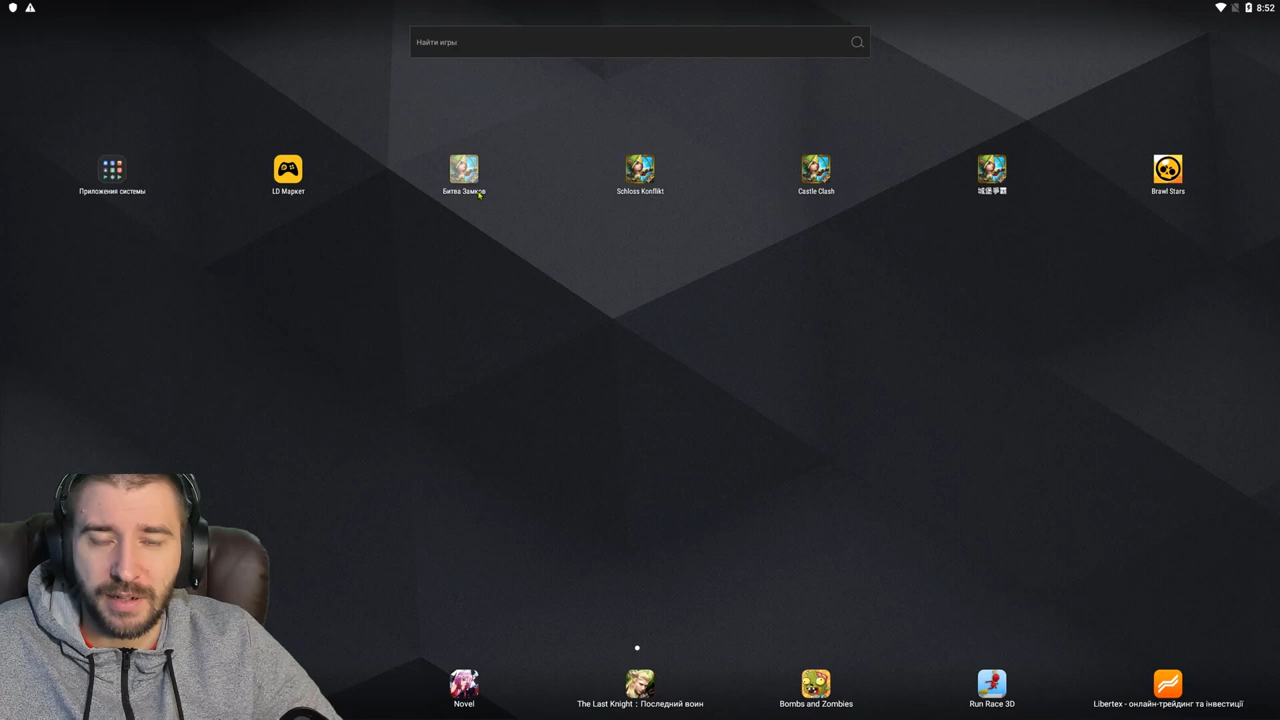 8:52
Найти игры
Приложения системы
LD Маркет
Битва Замков
Schloss Konflikt
Castle Clash
城堡爭霸
Brawl Stars
Novel
The Last Knight : Последний воин
Bombs and Zombies
Run Race 3D
Libertex - онлайн-трейдинг та інвестиції